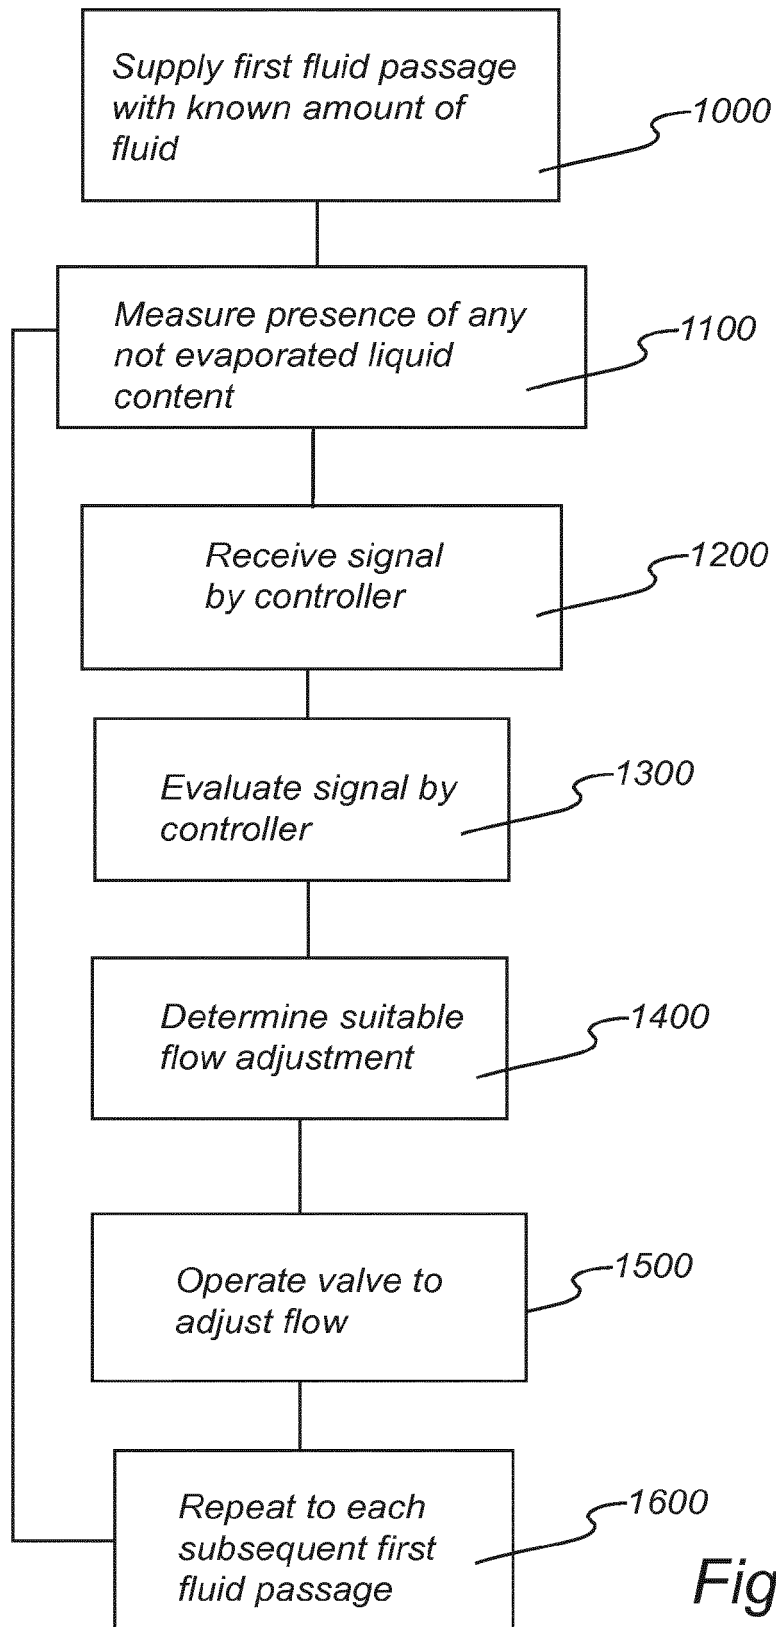 Supply first fluid passage
with known amount of
fluid
1000
Measure presence of any
not evaporated liquid
content
1100
Receive signal
by controller
1200
Evaluate signal by
controller
1300
Determine suitable
flow adjustment
1400
Operate valve to
adjust flow
1500
Repeat to each
subsequent first
fluid passage
1600
Fig